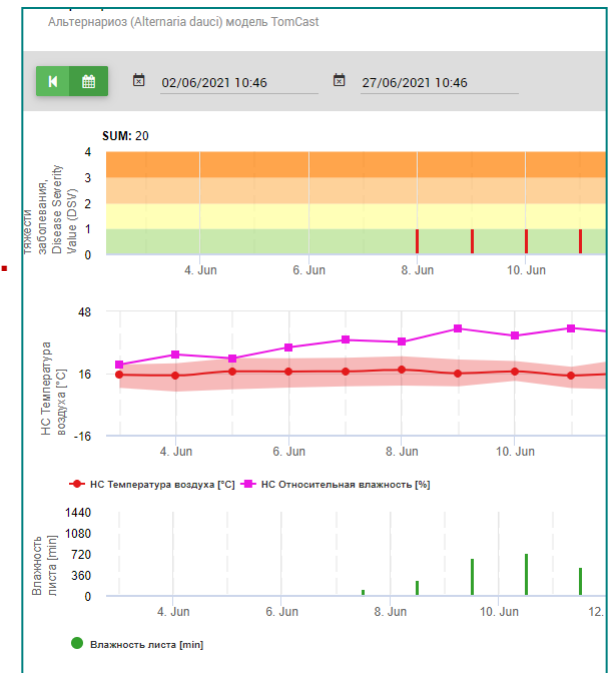 Альтернариоз (Alternaria dauci) модель TomCast
02/06/2021 10:46
27/06/2021 10:46
SUM: 20
тяжести
заболевания,
Disease Severity
Value (DSV)
4
3
2
1
0
4. Jun
6. Jun
8. Jun
10. Jun
НС Температура
воздуха [°C]
48
16
-16
4. Jun
6. Jun
8. Jun
10. Jun
НС Температура воздуха [°C] НС Относительная влажность [%]
Влажность
листа [min]
1440
1080
720
360
0
4. Jun
6. Jun
8. Jun
10. Jun
12.
Влажность листа [min]